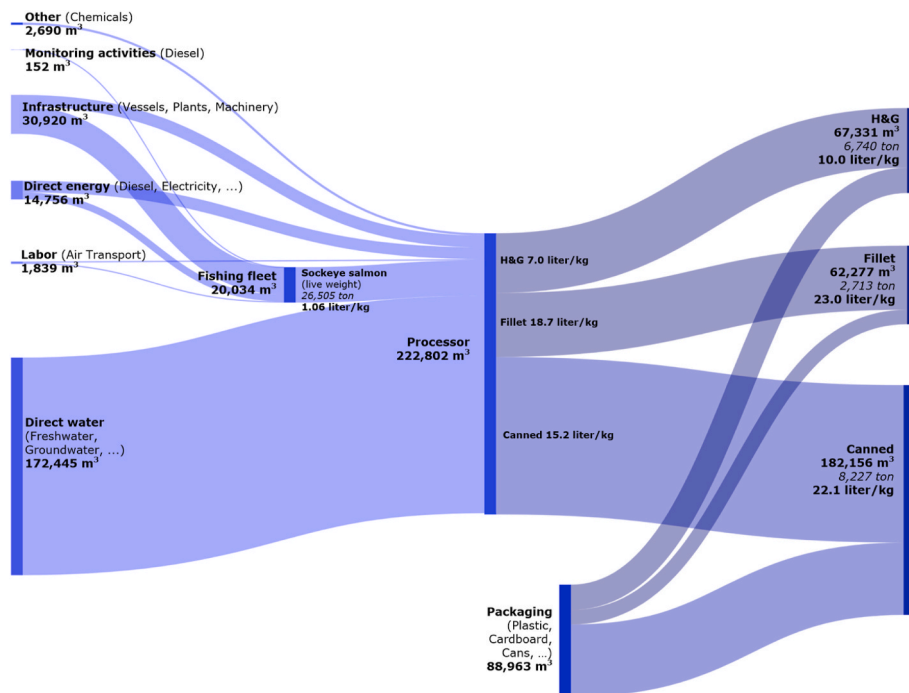 Other (Chemicals)
2,690 m³
Monitoring activities (Diesel)
152 m³
Infrastructure (Vessels, Plants, Machinery)
30,920 m³
Direct energy (Diesel, Electricity, ...)
14,756 m³
Labor (Air Transport)
1,839 m³
Fishing fleet
20,034 m³
Sockeye salmon
(live weight)
26,505 ton
1.06 liter/kg
Direct water
(Freshwater,
Groundwater, ...)
172,445 m³
Processor
222,802 m³
H&G 7.0 liter/kg
Fillet 18.7 liter/kg
Canned 15.2 liter/kg
Packaging
(Plastic,
Cardboard,
Cans, ...)
88,963 m³
H&G
67,331 m³
6,740 ton
10.0 liter/kg
Fillet
62,277 m³
2,713 ton
23.0 liter/kg
Canned
182,156 m³
8,227 ton
22.1 liter/kg